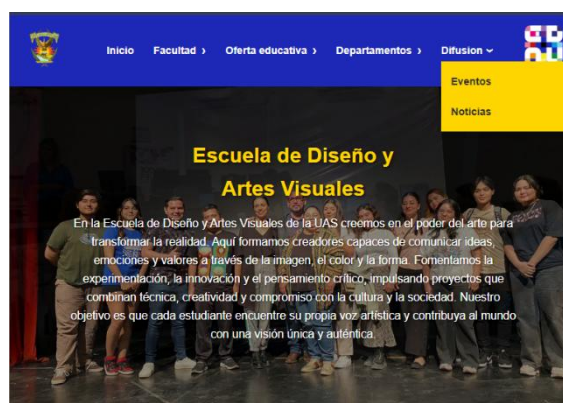 Inicio Facultad › Oferta educativa › Departamentos › Difusion
Eventos
Noticias
Escuela de Diseño y
Artes Visuales
En la Escuela de Diseño y Artes Visuales de la UAS creemos en el poder del arte para
transformar la realidad. Aquí formamos creadores capaces de comunicar ideas,
emociones y valores a través de la imagen, el color y la forma. Fomentamos la
experimentación, la innovación y el pensamiento crítico, impulsando proyectos que
combinan técnica, creatividad y compromiso con la cultura y la sociedad. Nuestro
objetivo es que cada estudiante encuentre su propia voz artística y contribuya al mundo
con una visión única y auténtica.